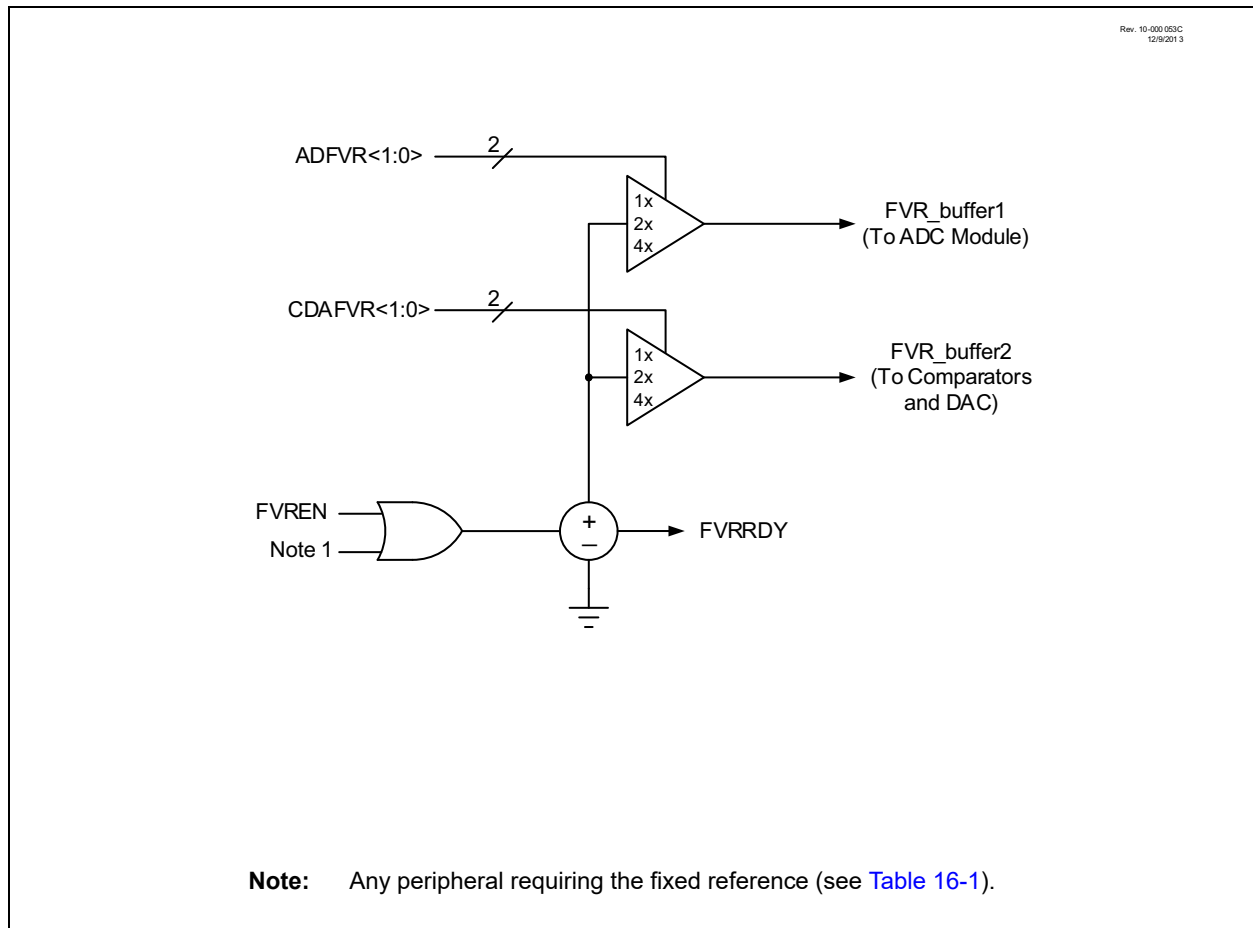 Rev. 10-000 053C
12/9/201 3
ADFVR<1:0>
2
1x
2x
4x
FVR_buffer1
(To ADC Module)
CDAFVR<1:0>
2
1x
2x
4x
FVR_buffer2
(To Comparators
and DAC)
FVREN
Note 1
+
–
FVRRDY
Note: Any peripheral requiring the fixed reference (see Table 16-1).